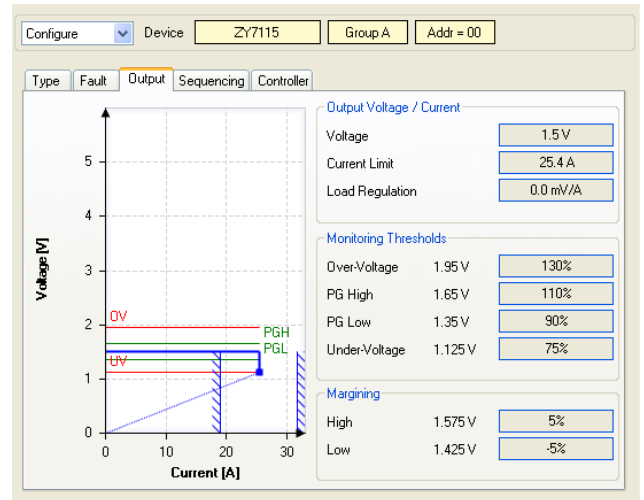 Configure Device ZY7115 Group A Addr = 00
Type Fault Output Sequencing Controller
Voltage [V]
5
4
3
2
1
0
OV
PGH
PGL
UV
0 10 20 30
Current [A]
Output Voltage / Current
Voltage 1.5 V
Current Limit 25.4 A
Load Regulation 0.0 mV/A
Monitoring Thresholds
Over-Voltage 1.95 V 130%
PG High 1.65 V 110%
PG Low 1.35 V 90%
Under-Voltage 1.125 V 75%
Margining
High 1.575 V 5%
Low 1.425 V -5%